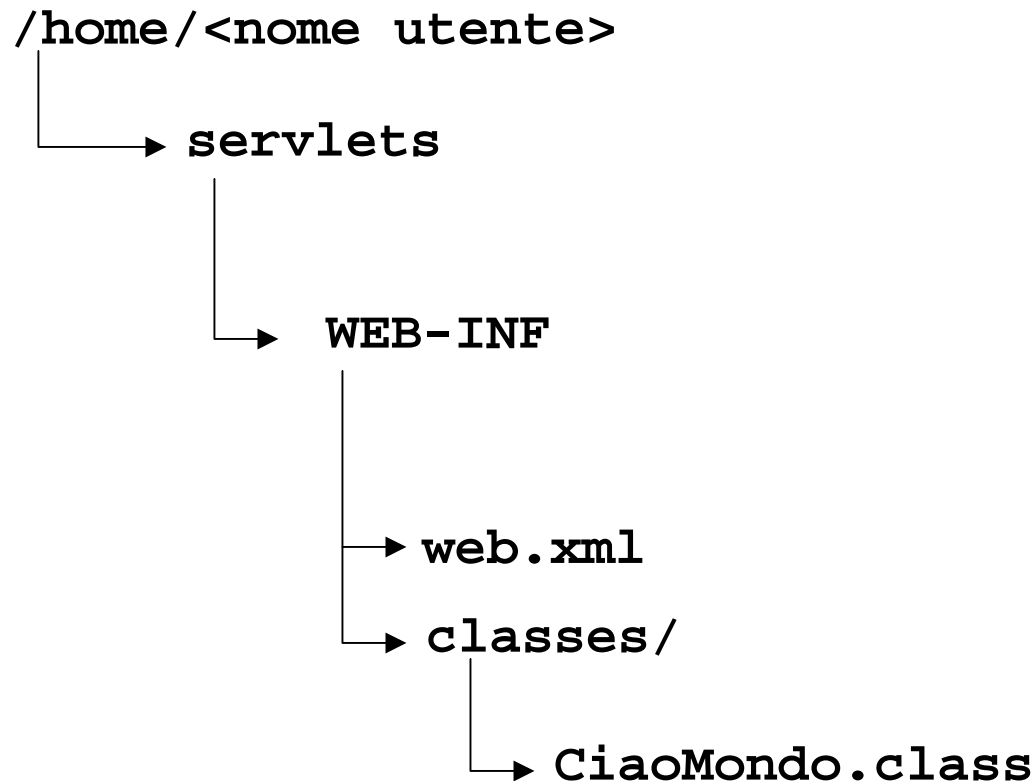 /home/<nome utente>
servlets
WEB-INF
web.xml
classes/
CiaoMondo.class